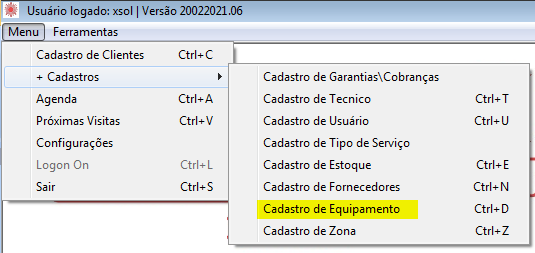 Usuário logado: xsol | Versão 20022021.06
Menu Ferramentas
Cadastro de Clientes Ctrl+C
+ Cadastros
Agenda Ctrl+A
Próximas Visitas Ctrl+V
Configurações
Logon On Ctrl+L
Sair Ctrl+S
Cadastro de Garantias\Cobranças
Cadastro de Tecnico Ctrl+T
Cadastro de Usuário Ctrl+U
Cadastro de Tipo de Serviço
Cadastro de Estoque Ctrl+E
Cadastro de Fornecedores Ctrl+N
Cadastro de Equipamento Ctrl+D
Cadastro de Zona Ctrl+Z